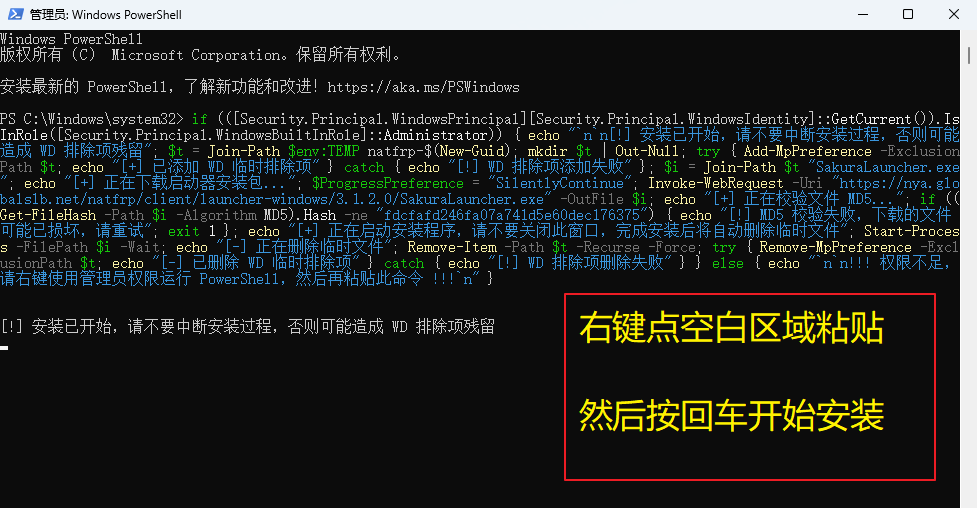 管理员: Windows PowerShell
Windows PowerShell
版权所有 (C)  Microsoft Corporation。保留所有权利。
安装最新的 PowerShell，了解新功能和改进！https://aka.ms/PSWindows
PS C:\Windows\system32> if (([Security.Principal.WindowsPrincipal][Security.Principal.WindowsIdentity]::GetCurrent()).Is
InRole([Security.Principal.WindowsBuiltInRole]::Administrator)) { echo "`n`n[!] 安装已开始，请不要中断安装过程，否则可能
造成 WD 排除项残留"; $t = Join-Path $env:TEMP natfrp-$(New-Guid); mkdir $t | Out-Null; try { Add-MpPreference -Exclusion
Path $t; echo "[+] 已添加 WD 临时排除项" } catch { echo "[!] WD 排除项添加失败" }; $i = Join-Path $t "SakuraLauncher.exe
"; echo "[+] 正在下载启动器安装包..."; $ProgressPreference = "SilentlyContinue"; Invoke-WebRequest -Uri "https://nya.glo
balslb.net/natfrp/client/launcher-windows/3.1.2.0/SakuraLauncher.exe" -OutFile $i; echo "[+] 正在校验文件 MD5..."; if ((
Get-FileHash -Path $i -Algorithm MD5).Hash -ne "fdcfafd246fa07a741d5e60dec176375") { echo "[!] MD5 校验失败，下载的文件
可能已损坏，请重试"; exit 1 }; echo "[+] 正在启动安装程序，请不要关闭此窗口，完成安装后将自动删除临时文件"; Start-Proces
s -FilePath $i -Wait; echo "[-] 正在删除临时文件"; Remove-Item -Path $t -Recurse -Force; try { Remove-MpPreference -Excl
usionPath $t; echo "[-] 已删除 WD 临时排除项" } catch { echo "[!] WD 排除项删除失败" } } else { echo "`n`n!!! 权限不足，
请右键使用管理员权限运行 PowerShell，然后再粘贴此命令 !!!`n" }
[!] 安装已开始，请不要中断安装过程，否则可能造成 WD 排除项残留
右键点空白区域粘贴
然后按回车开始安装